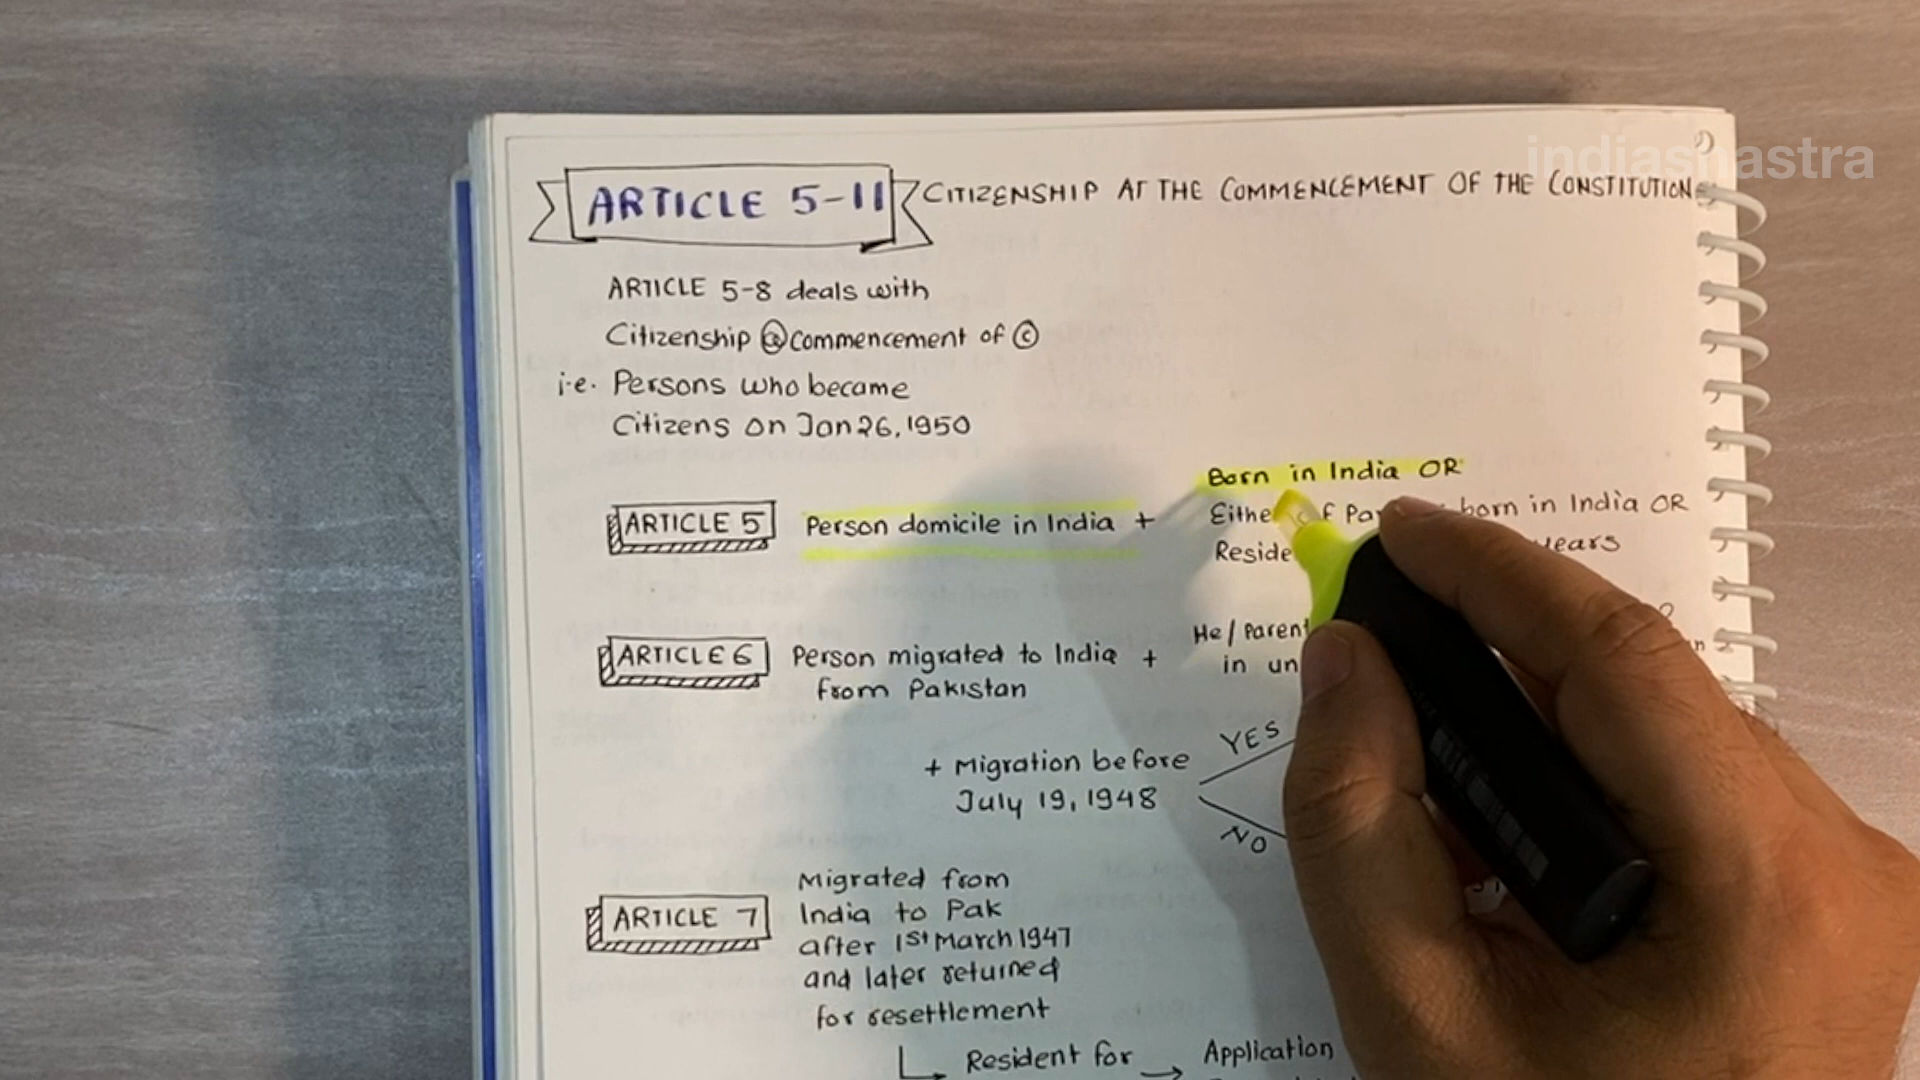 indiashastra
ARTICLE 5-11 CITIZENSHIP AT THE COMMENCEMENT OF THE CONSTITUTION
ARTICLE 5-8 deals with
Citizenship @ Commencement of ©
i.e. Persons who became
Citizens on Jan 26, 1950
Born in India OR
ARTICLE 5 Person domicile in India +
born in India OR
years
ARTICLE 6 Person migrated to India +
from Pakistan
He/Parent
in
+ Migration before
July 19, 1948
YES
NO
ARTICLE 7
Migrated from
India to Pak
after 1st March 1947
and later returned
for resettlement
Resident for → Application